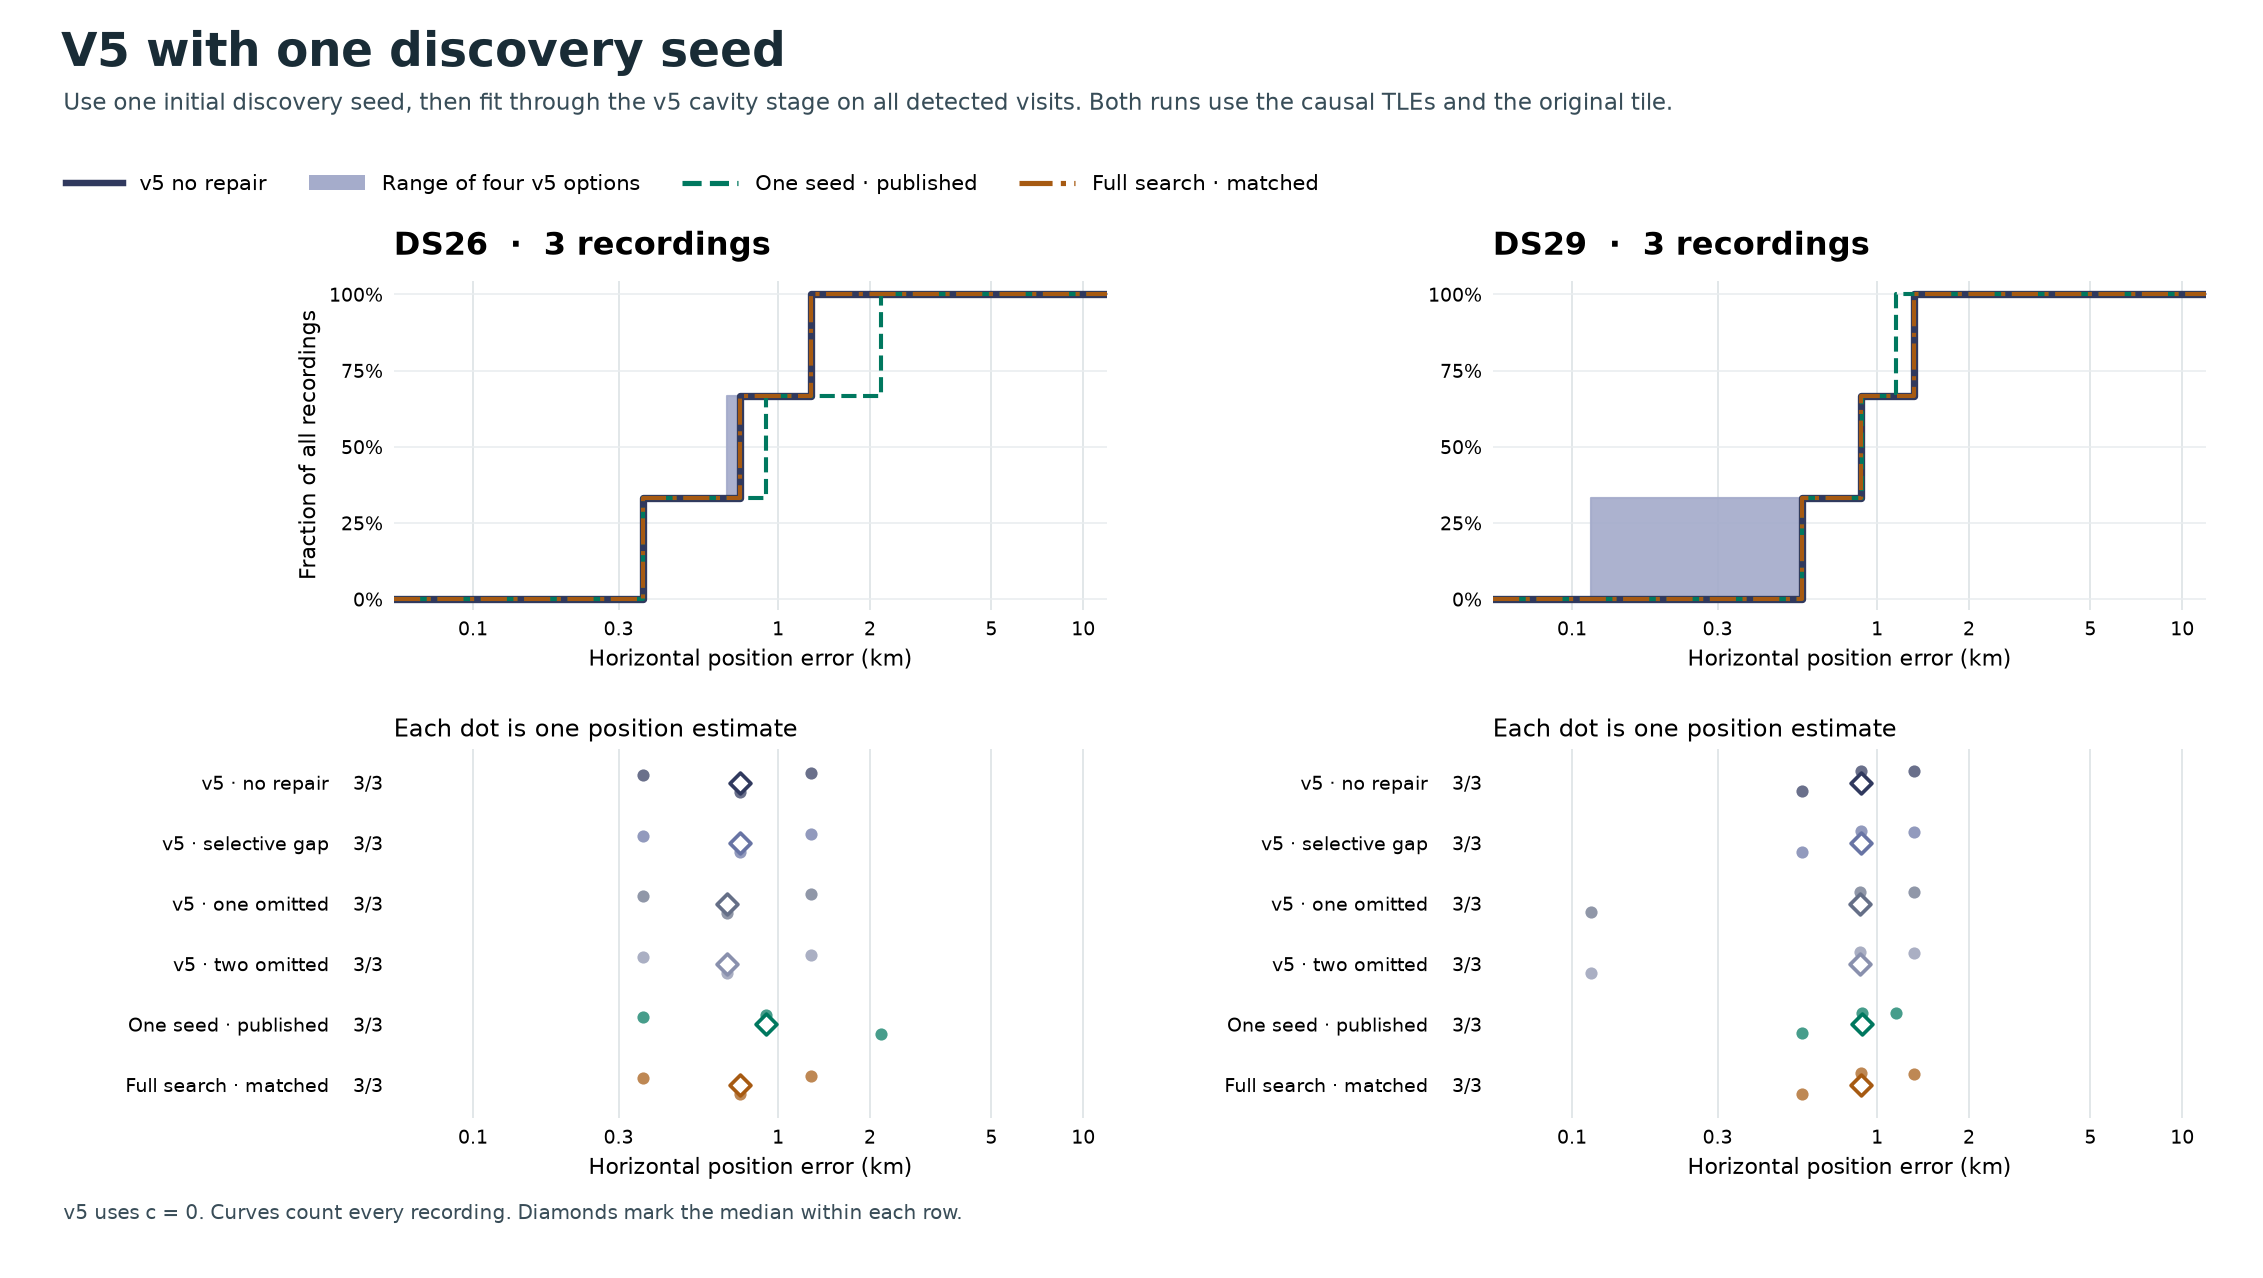 V5 with one discovery seed
Use one initial discovery seed, then fit through the v5 cavity stage on all detected visits. Both runs use the causal TLEs and the original tile.
v5 no repair
Range of four v5 options
One seed · published
Full search · matched
DS26 · 3 recordings
Fraction of all recordings
100%
75%
50%
25%
0%
0.1 0.3 1 2 5 10
Horizontal position error (km)
DS29 · 3 recordings
100%
75%
50%
25%
0%
0.1 0.3 1 2 5 10
Horizontal position error (km)
Each dot is one position estimate
v5 · no repair 3/3
v5 · selective gap 3/3
v5 · one omitted 3/3
v5 · two omitted 3/3
One seed · published 3/3
Full search · matched 3/3
0.1 0.3 1 2 5 10
Horizontal position error (km)
Each dot is one position estimate
v5 · no repair 3/3
v5 · selective gap 3/3
v5 · one omitted 3/3
v5 · two omitted 3/3
One seed · published 3/3
Full search · matched 3/3
0.1 0.3 1 2 5 10
Horizontal position error (km)
v5 uses c = 0. Curves count every recording. Diamonds mark the median within each row.